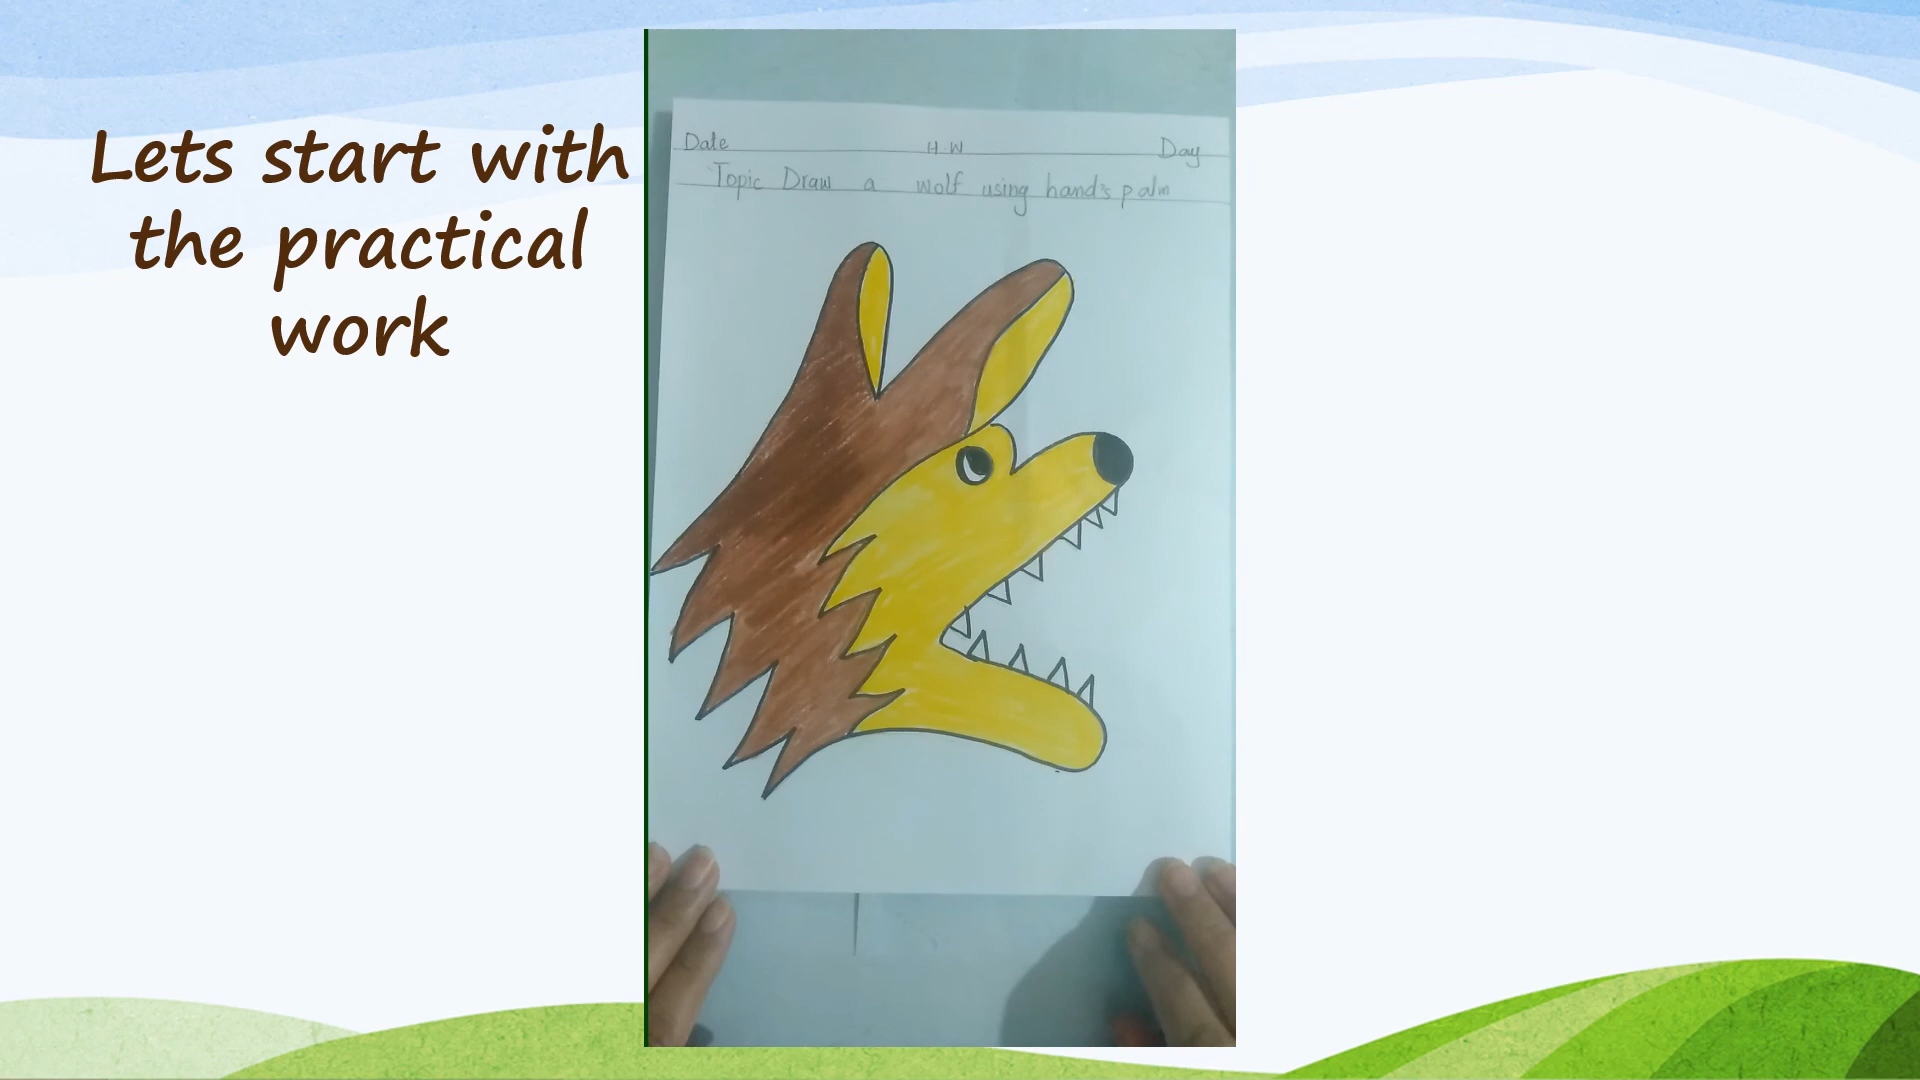 Lets start with
the practical
work
Date H.W Day
Topic Draw a wolf using hand's palm